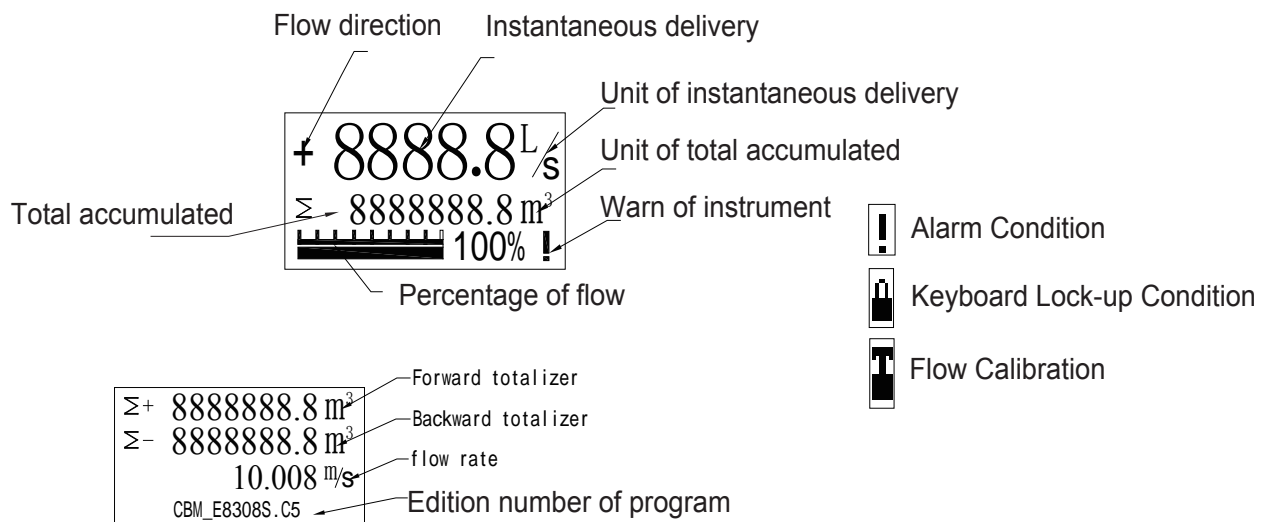 Flow direction
Instantaneous delivery
Unit of instantaneous delivery
+ 8888.8 L/s
Unit of total accumulated
Total accumulated
Σ 8888888.8 m³
Warn of instrument
100% !
Percentage of flow
! Alarm Condition
Keyboard Lock-up Condition
Flow Calibration
Σ+ 8888888.8 m³
Forward totalizer
Σ- 8888888.8 m³
Backward totalizer
10.008 m/s
flow rate
CBM_E8308S.C5
Edition number of program